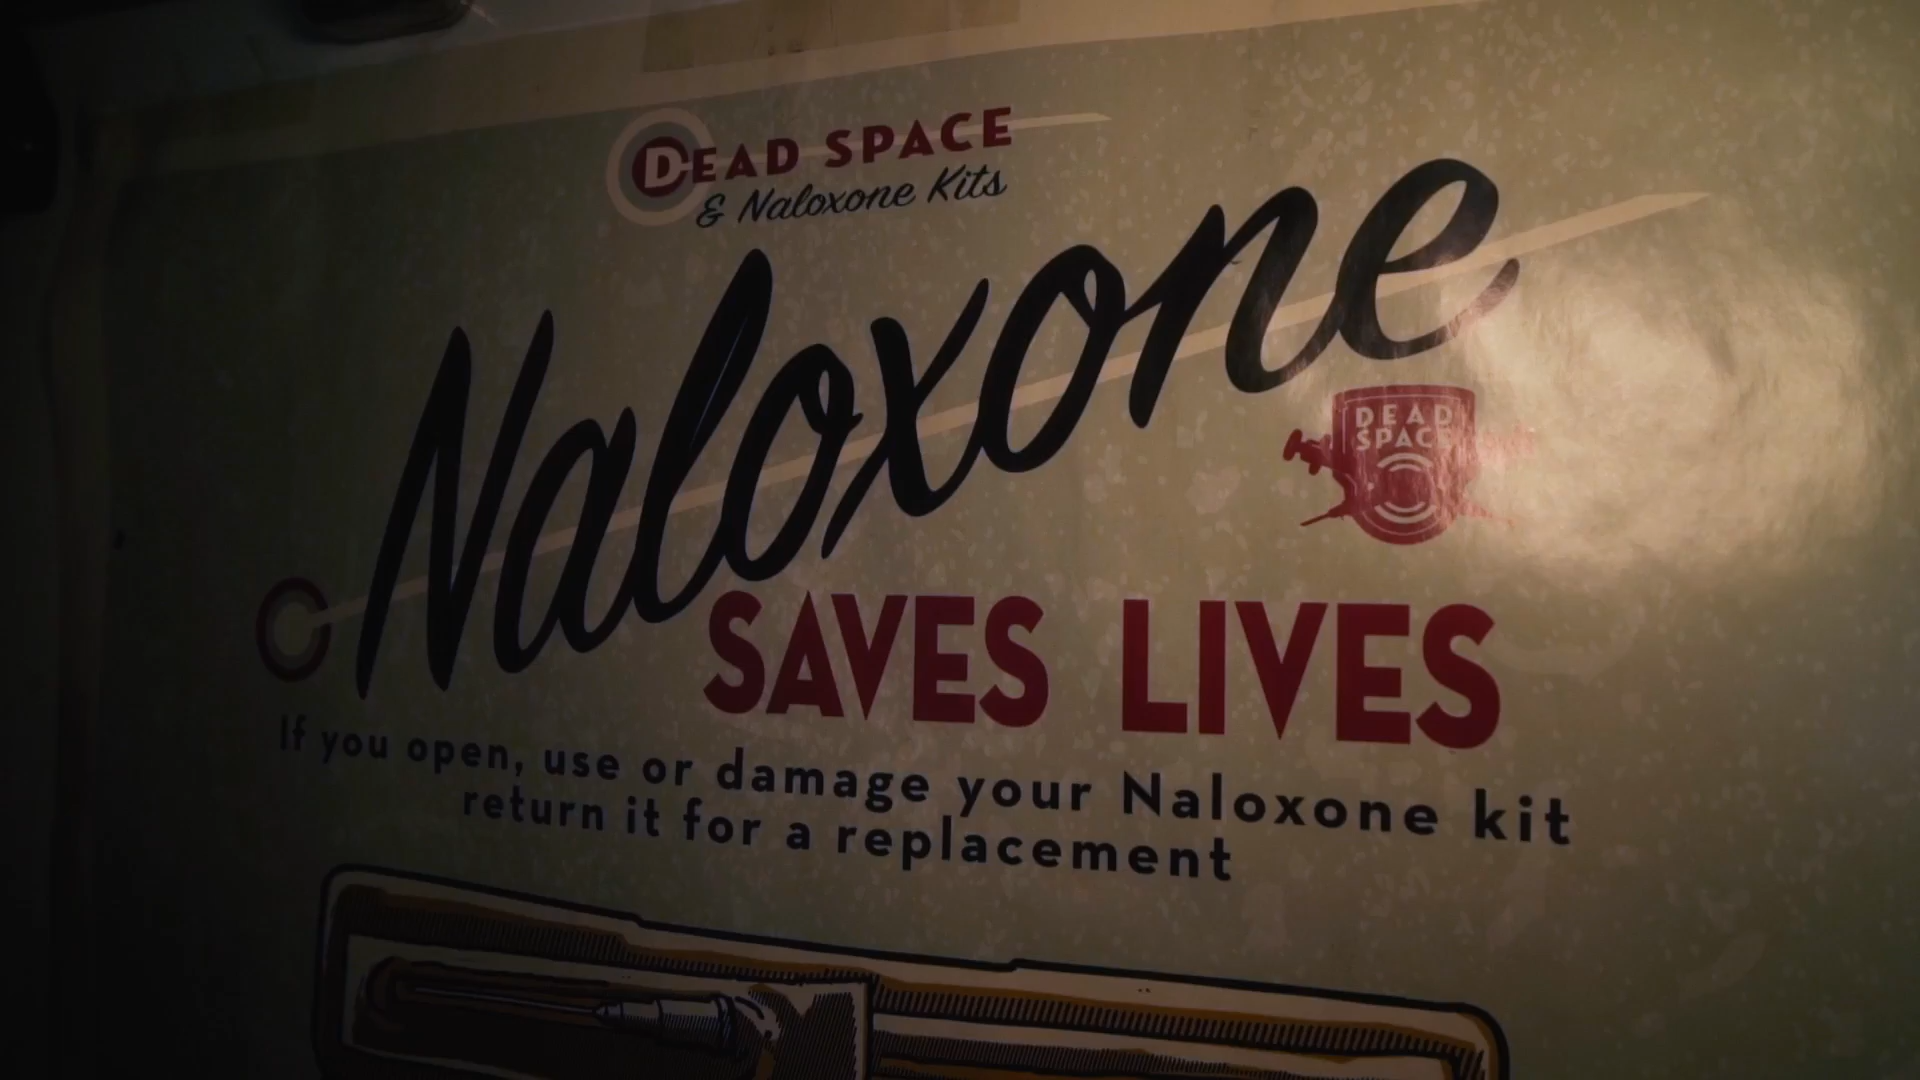 DEAD SPACE
& Naloxone Kits
Naloxone
DEAD
SPACE
SAVES LIVES
If you open, use or damage your Naloxone kit
return it for a replacement